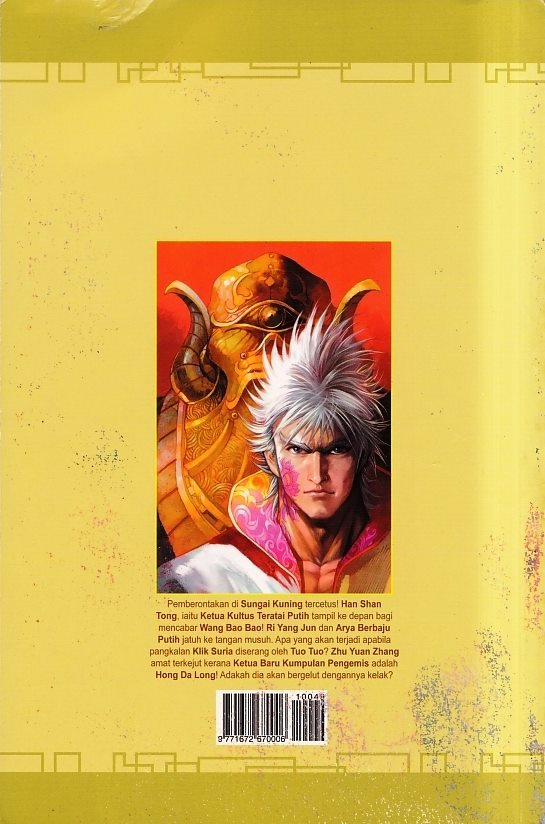 Pemberontakan di Sungai Kuning tercetus! Han Shan
Tong, iaitu Ketua Kultus Teratai Putih tampil ke depan bagi
mencabar Wang Bao Bao! Ri Yang Jun dan Arya Berbaju
Putih jatuh ke tangan musuh. Apa yang akan terjadi apabila
pangkalan Klik Suria diserang oleh Tuo Tuo? Zhu Yuan Zhang
amat terkejut kerana Ketua Baru Kumpulan Pengemis adalah
Hong Da Long! Adakah dia akan bergelut dengannya kelak?
1004
9 771672 670006